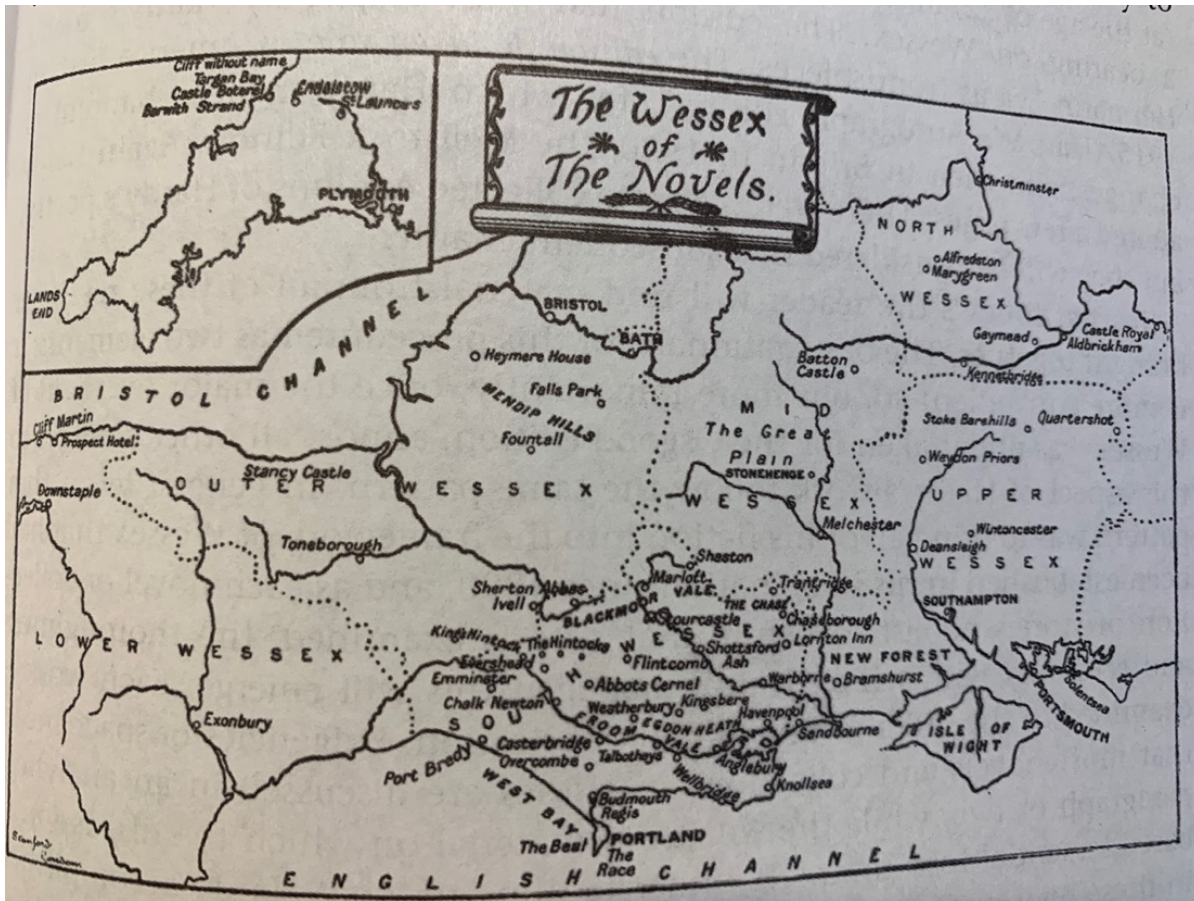 y to
The Wessex
of
The Novels.
Cliff without name
Targan Bay
Castle Boterel
Barwith Strand
Endelstow
St Launce's
PLYMOUTH
LANDS
END
BRISTOL CHANNEL
Christminster
NORTH
Alfredston
Marygreen
WESSEX
Gaymead
Castle Royal
Aldbrickham
Kennetbridge
BRISTOL
BATH
Heymere House
Falls Park
MENDIP HILLS
Fountall
Batton
Castle
MID
The Great
Plain
STONEHENGE
WESSEX
Melchester
Stoke Barehills
Quartershot
Weydon Priors
UPPER
Wintoncester
Deansleigh
WESSEX
SOUTHAMPTON
Cliff Martin
Prospect Hotel
Downstaple
Stancy Castle
OUTER WESSEX
Toneborough
LOWER WESSEX
Exonbury
Sherton Abbas
Ivell
Shaston
Marlott
VALE
BLACKMOOR
Stourcastle
Trantridge
THE CHASE
Chaseborough
Lornton Inn
Shottsford
Ash
Kings Hintock
The Hintocks
Evershead
Emminster
Chalk Newton
Flintcomb
Abbots Cernel
SOUTH WESSEX
Warborne
Bramshurst
NEW FOREST
Weatherbury
Kingsbere
Havenpool
EGDON HEATH
FROOM
VALE OF
Sandbourne
Port Bredy
Casterbridge
Overcombe
Talbothays
Wellbridge
Anglebury
Knollsea
Budmouth
Regis
WEST BAY
PORTLAND
The Beal
The
Race
ISLE OF
WIGHT
Solentsea
PORTSMOUTH
ENGLISH CHANNEL